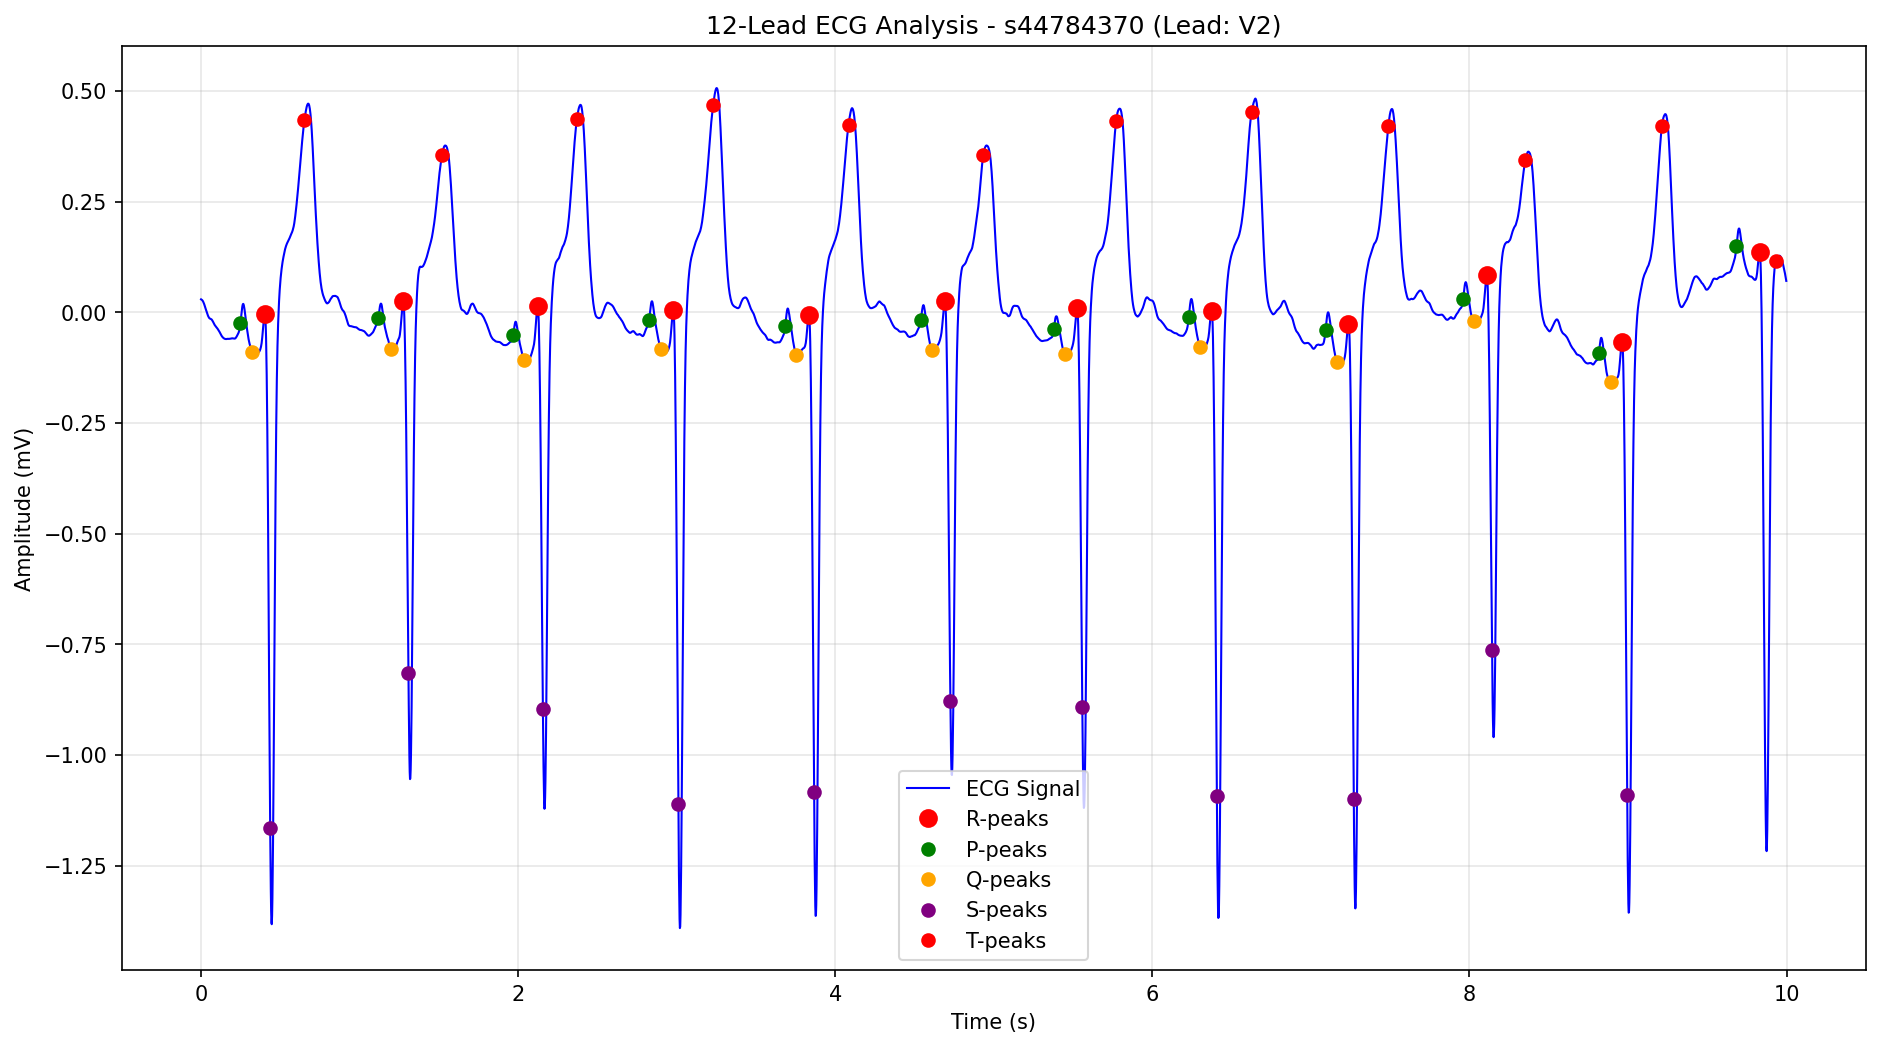 12-Lead ECG Analysis - s44784370 (Lead: V2)
Amplitude (mV)
0.50
0.25
0.00
−0.25
−0.50
−0.75
−1.00
−1.25
ECG Signal
R-peaks
P-peaks
Q-peaks
S-peaks
T-peaks
0 2 4 6 8 10
Time (s)